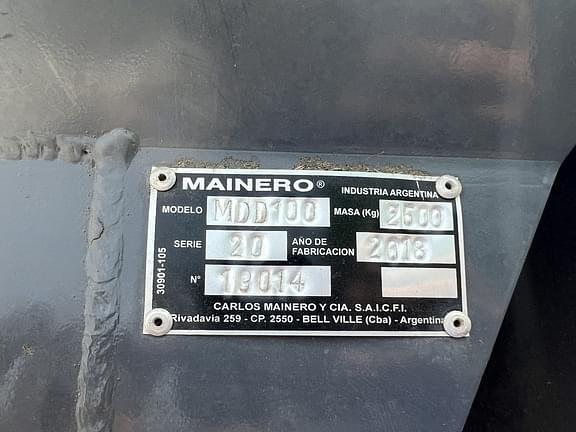 MAINERO® INDUSTRIA ARGENTINA
MODELO MDD100 MASA (Kg) 2500
SERIE 20 AÑO DE FABRICACION 2018
Nº 19014
30901-105
CARLOS MAINERO Y CIA. S.A.I.C.F.I.
Rivadavia 259 - CP. 2550 - BELL VILLE (Cba) - Argentina